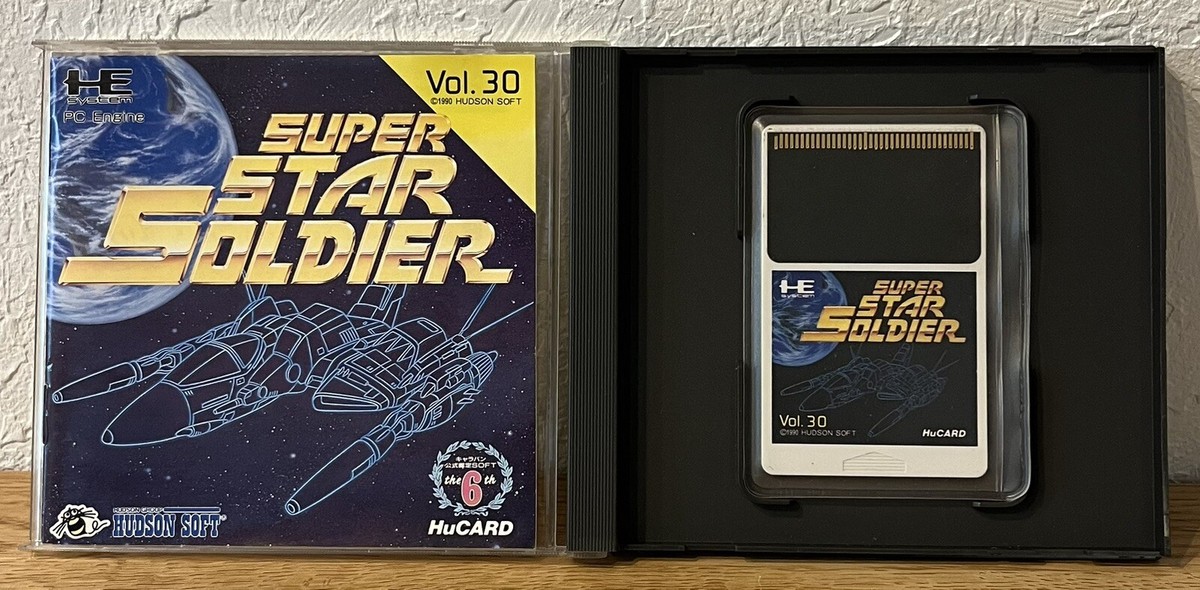 HE
SYSTEM
PC Engine
Vol. 30
©1990 HUDSON SOFT
SUPER
STAR
SOLDIER
キャラバン
公式認定SOFT
the 6 th
HUDSON GROUP
HUDSON SOFT®
HuCARD
HE
SYSTEM
SUPER
STAR
SOLDIER
Vol. 30
©1990 HUDSON SOFT
HuCARD